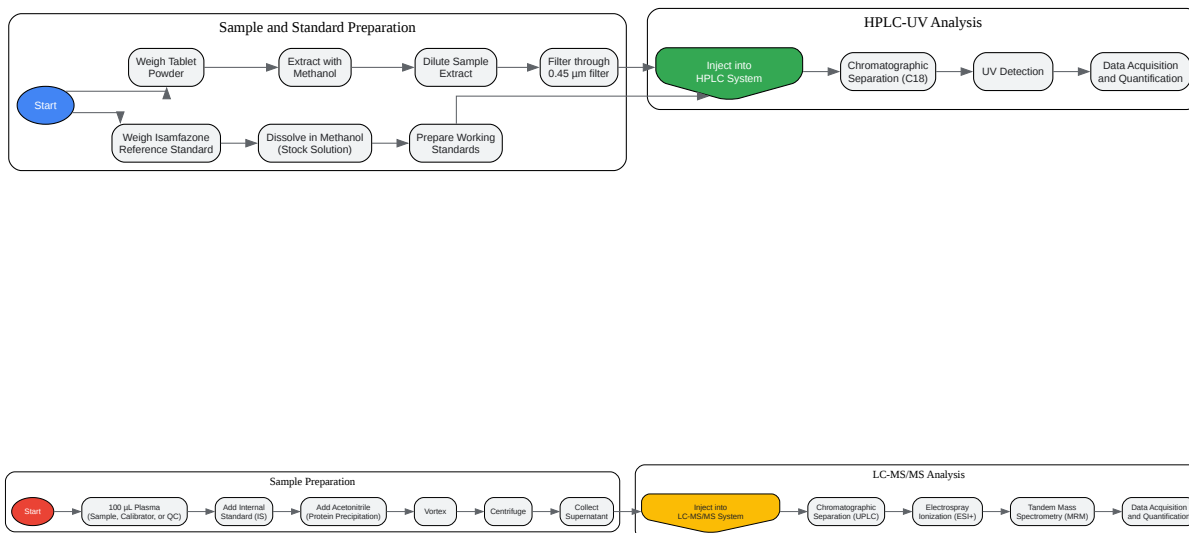 Sample and Standard Preparation
HPLC-UV Analysis
Start
Weigh Tablet
Powder
Extract with
Methanol
Dilute Sample
Extract
Filter through
0.45 µm filter
Inject into
HPLC System
Chromatographic
Separation (C18)
UV Detection
Data Acquisition
and Quantification
Weigh Isamfazone
Reference Standard
Dissolve in Methanol
(Stock Solution)
Prepare Working
Standards
Sample Preparation
LC-MS/MS Analysis
Start
100 µL Plasma
(Sample, Calibrator, or QC)
Add Internal
Standard (IS)
Add Acetonitrile
(Protein Precipitation)
Vortex
Centrifuge
Collect
Supernatant
Inject into
LC-MS/MS System
Chromatographic
Separation (UPLC)
Electrospray
Ionization (ESI+)
Tandem Mass
Spectrometry (MRM)
Data Acquisition
and Quantification